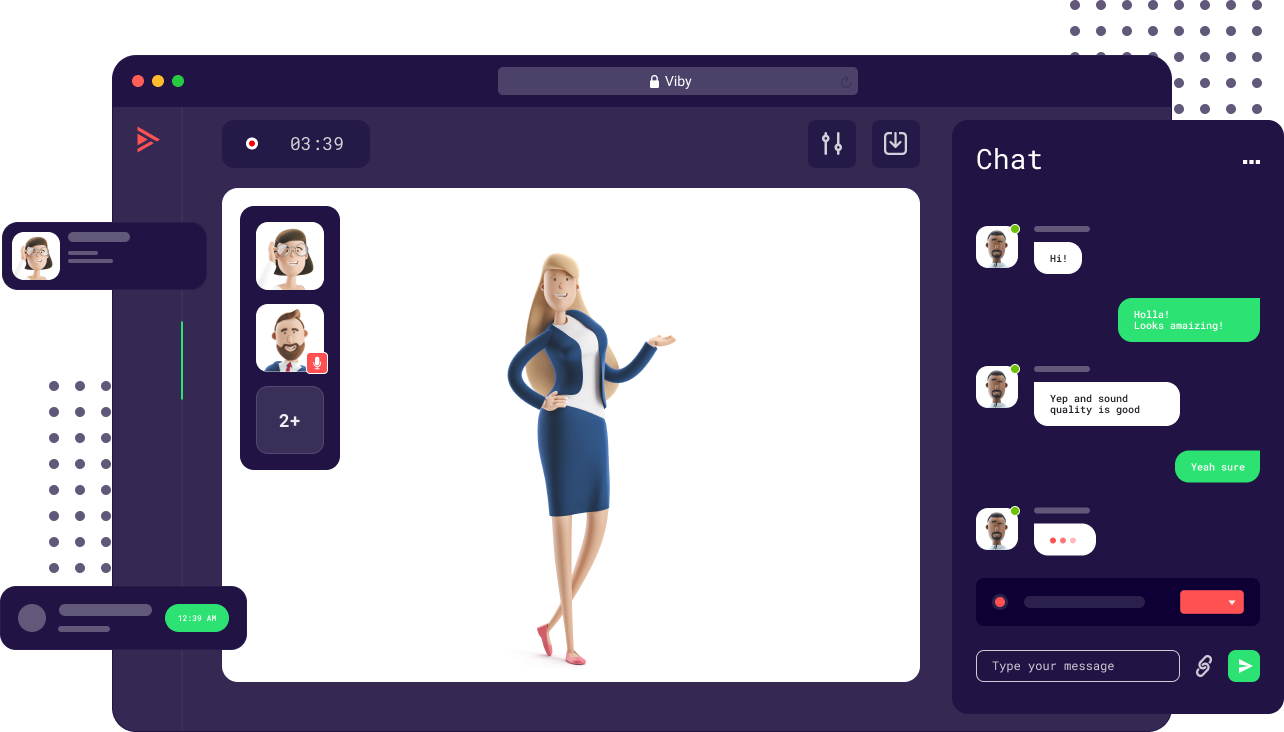 Viby
03:39
2+
12:39 AM
Chat
Hi!
Holla!
Looks amaizing!
Yep and sound
quality is good
Yeah sure
Type your message